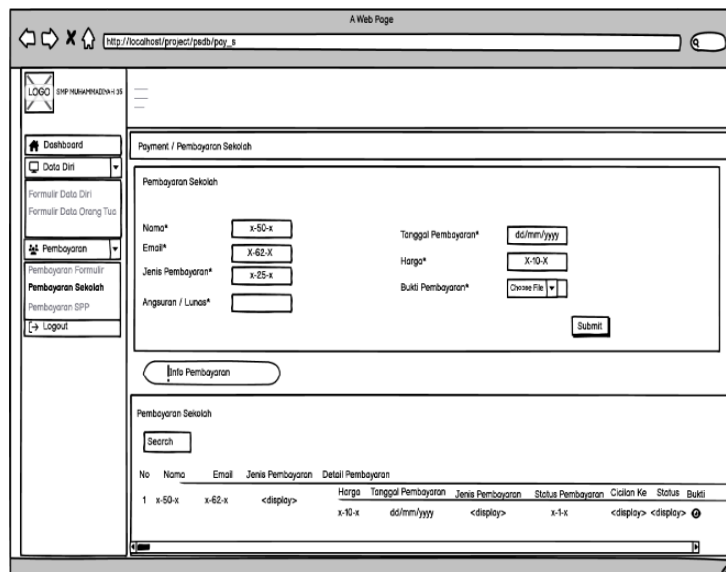 A Web Page
http://localhost/project/psdb/pay_s
LOGO
SMP MUHAMMADIYAH 35
Dashboard
Data Diri
Formulir Data Diri
Formulir Data Orang Tua
Pembayaran
Pembayaran Formulir
Pembayaran Sekolah
Pembayaran SPP
Logout
Payment / Pembayaran Sekolah
Pembayaran Sekolah
Nama* x-50-x
Email* X-62-X
Jenis Pembayaran* x-25-x
Angsuran / Lunas*
Tanggal Pembayaran* dd/mm/yyyy
Harga* X-10-X
Bukti Pembayaran* Choose File
Submit
Info Pembayaran
Pembayaran Sekolah
Search
No Nama Email Jenis Pembayaran Detail Pembayaran
Harga Tanggal Pembayaran Jenis Pembayaran Status Pembayaran Cicilan Ke Status Bukti
1 x-50-x x-62-x <display> x-10-x dd/mm/yyyy <display> x-1-x <display> <display>